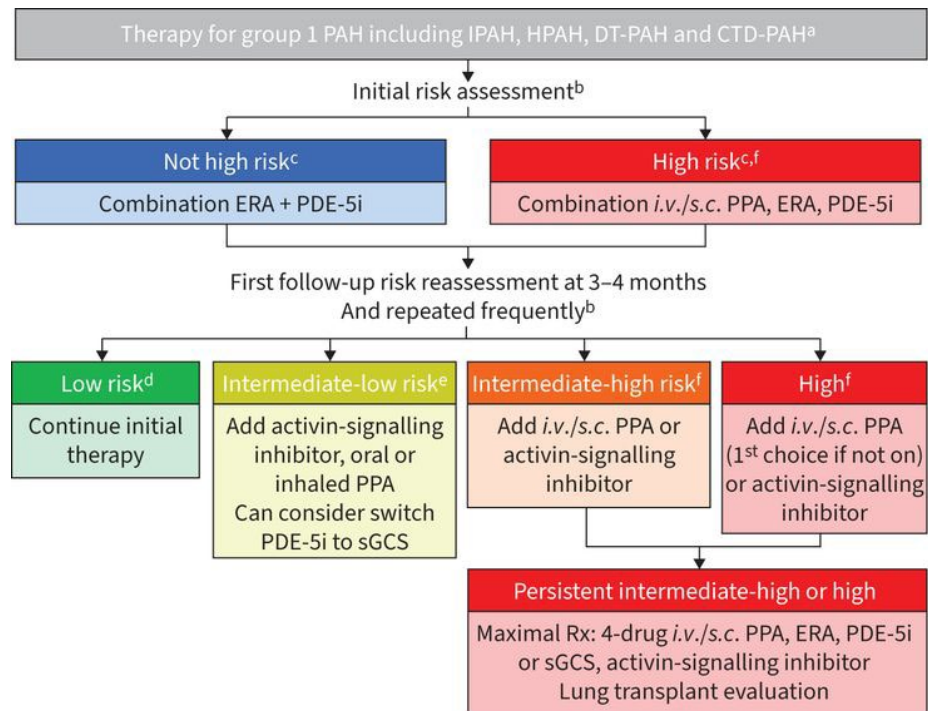 Therapy for group 1 PAH including IPAH, HPAH, DT-PAH and CTD-PAHᵃ
Initial risk assessmentᵇ
Not high riskᶜ
Combination ERA + PDE-5i
High riskᶜ,ᶠ
Combination i.v./s.c. PPA, ERA, PDE-5i
First follow-up risk reassessment at 3–4 months
And repeated frequentlyᵇ
Low riskᵈ
Continue initial
therapy
Intermediate-low riskᵉ
Add activin-signalling
inhibitor, oral or
inhaled PPA
Can consider switch
PDE-5i to sGCS
Intermediate-high riskᶠ
Add i.v./s.c. PPA or
activin-signalling
inhibitor
Highᶠ
Add i.v./s.c. PPA
(1ˢᵗ choice if not on)
or activin-signalling
inhibitor
Persistent intermediate-high or high
Maximal Rx: 4-drug i.v./s.c. PPA, ERA, PDE-5i
or sGCS, activin-signalling inhibitor
Lung transplant evaluation